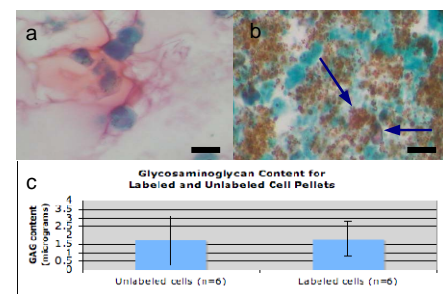 a
b
c
Glycosaminoglycan Content for
Labeled and Unlabeled Cell Pellets
GAG content
(micrograms)
4
3.5
3
2.5
2
1.5
1
0.5
0
Unlabeled cells (n=6)
Labeled cells (n=6)